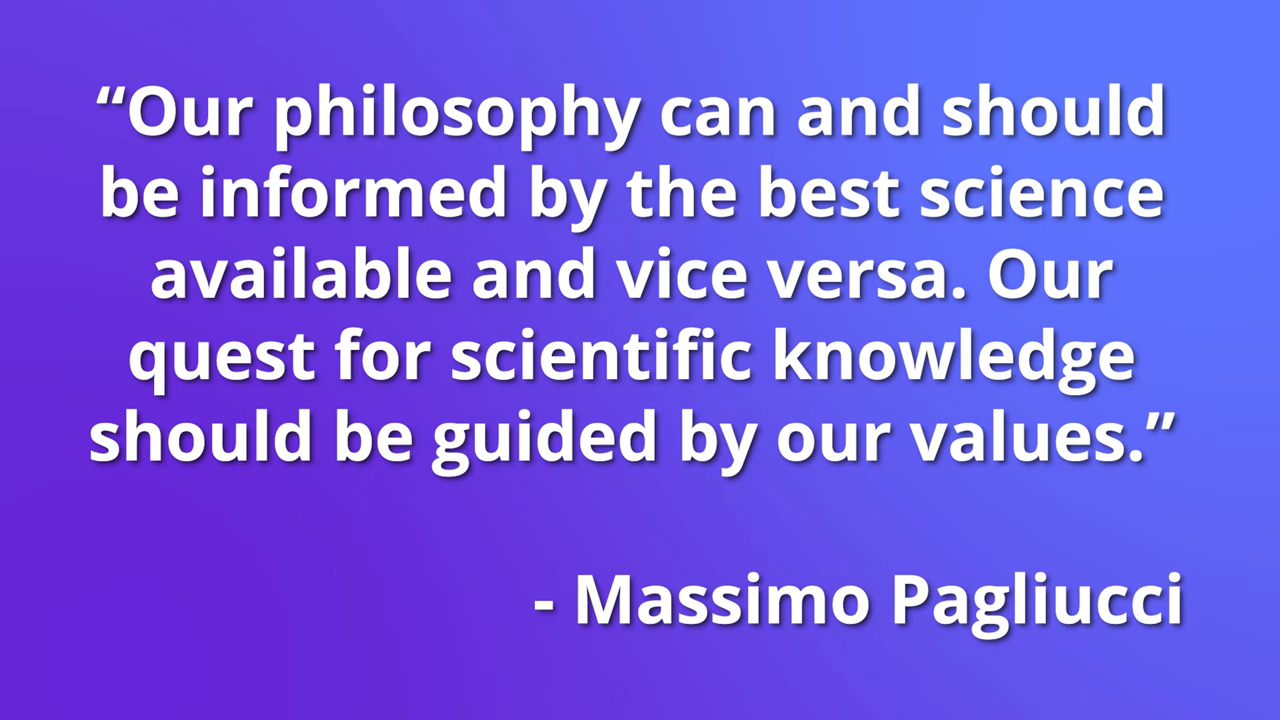 “Our philosophy can and should
be informed by the best science
available and vice versa. Our
quest for scientific knowledge
should be guided by our values.”
- Massimo Pagliucci